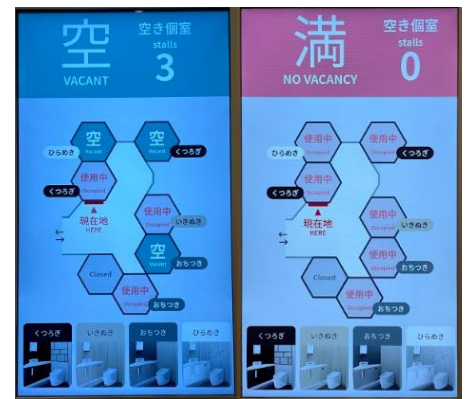 空
VACANT
空き個室
stalls
3
空
Vacant
空
Vacant
ひらめき
くつろぎ
使用中
Occupied
くつろぎ
現在地
HERE
使用中
Occupied
いきぬき
空
Vacant
おちつき
Closed
使用中
Occupied
おちつき
くつろぎ
いきぬき
おちつき
ひらめき
満
NO VACANCY
空き個室
stalls
0
使用中
Occupied
使用中
Occupied
ひらめき
くつろぎ
使用中
Occupied
くつろぎ
現在地
HERE
使用中
Occupied
いきぬき
使用中
Occupied
おちつき
Closed
使用中
Occupied
おちつき
くつろぎ
いきぬき
おちつき
ひらめき